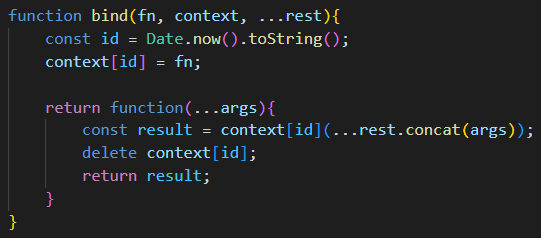 function bind(fn, context, ...rest){
    const id = Date.now().toString();
    context[id] = fn;

    return function(...args){
        const result = context[id](...rest.concat(args));
        delete context[id];
        return result;
    }
}